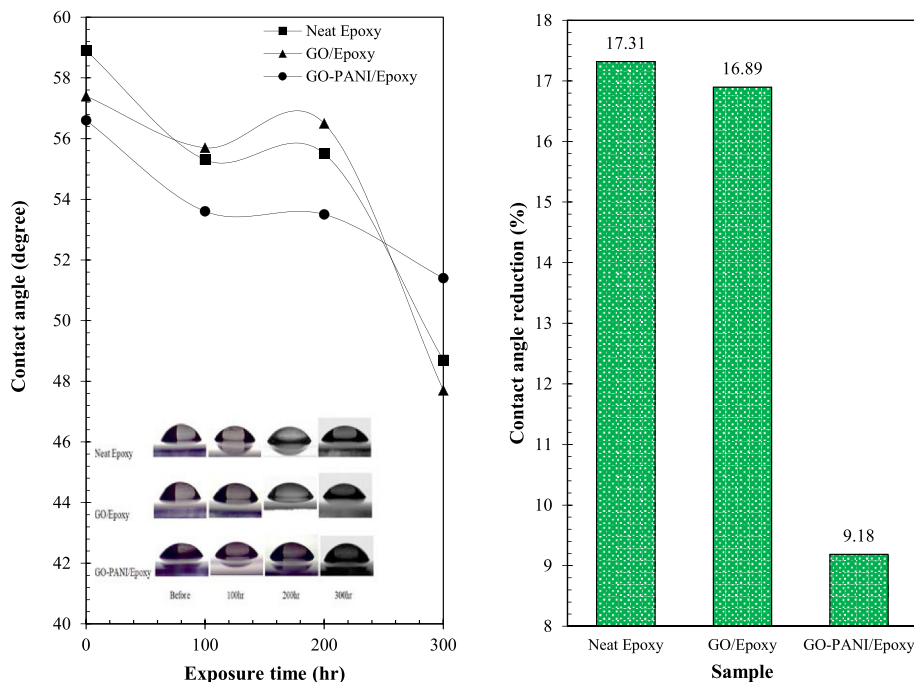 60
58
56
54
52
50
48
46
44
42
40
Contact angle (degree)
Neat Epoxy
GO/Epoxy
GO-PANI/Epoxy
Neat Epoxy
GO/Epoxy
GO-PANI/Epoxy
Before 100hr 200hr 300hr
0 100 200 300
Exposure time (hr)
18
17
16
15
14
13
12
11
10
9
8
Contact angle reduction (%)
17.31
16.89
9.18
Neat Epoxy GO/Epoxy GO-PANI/Epoxy
Sample